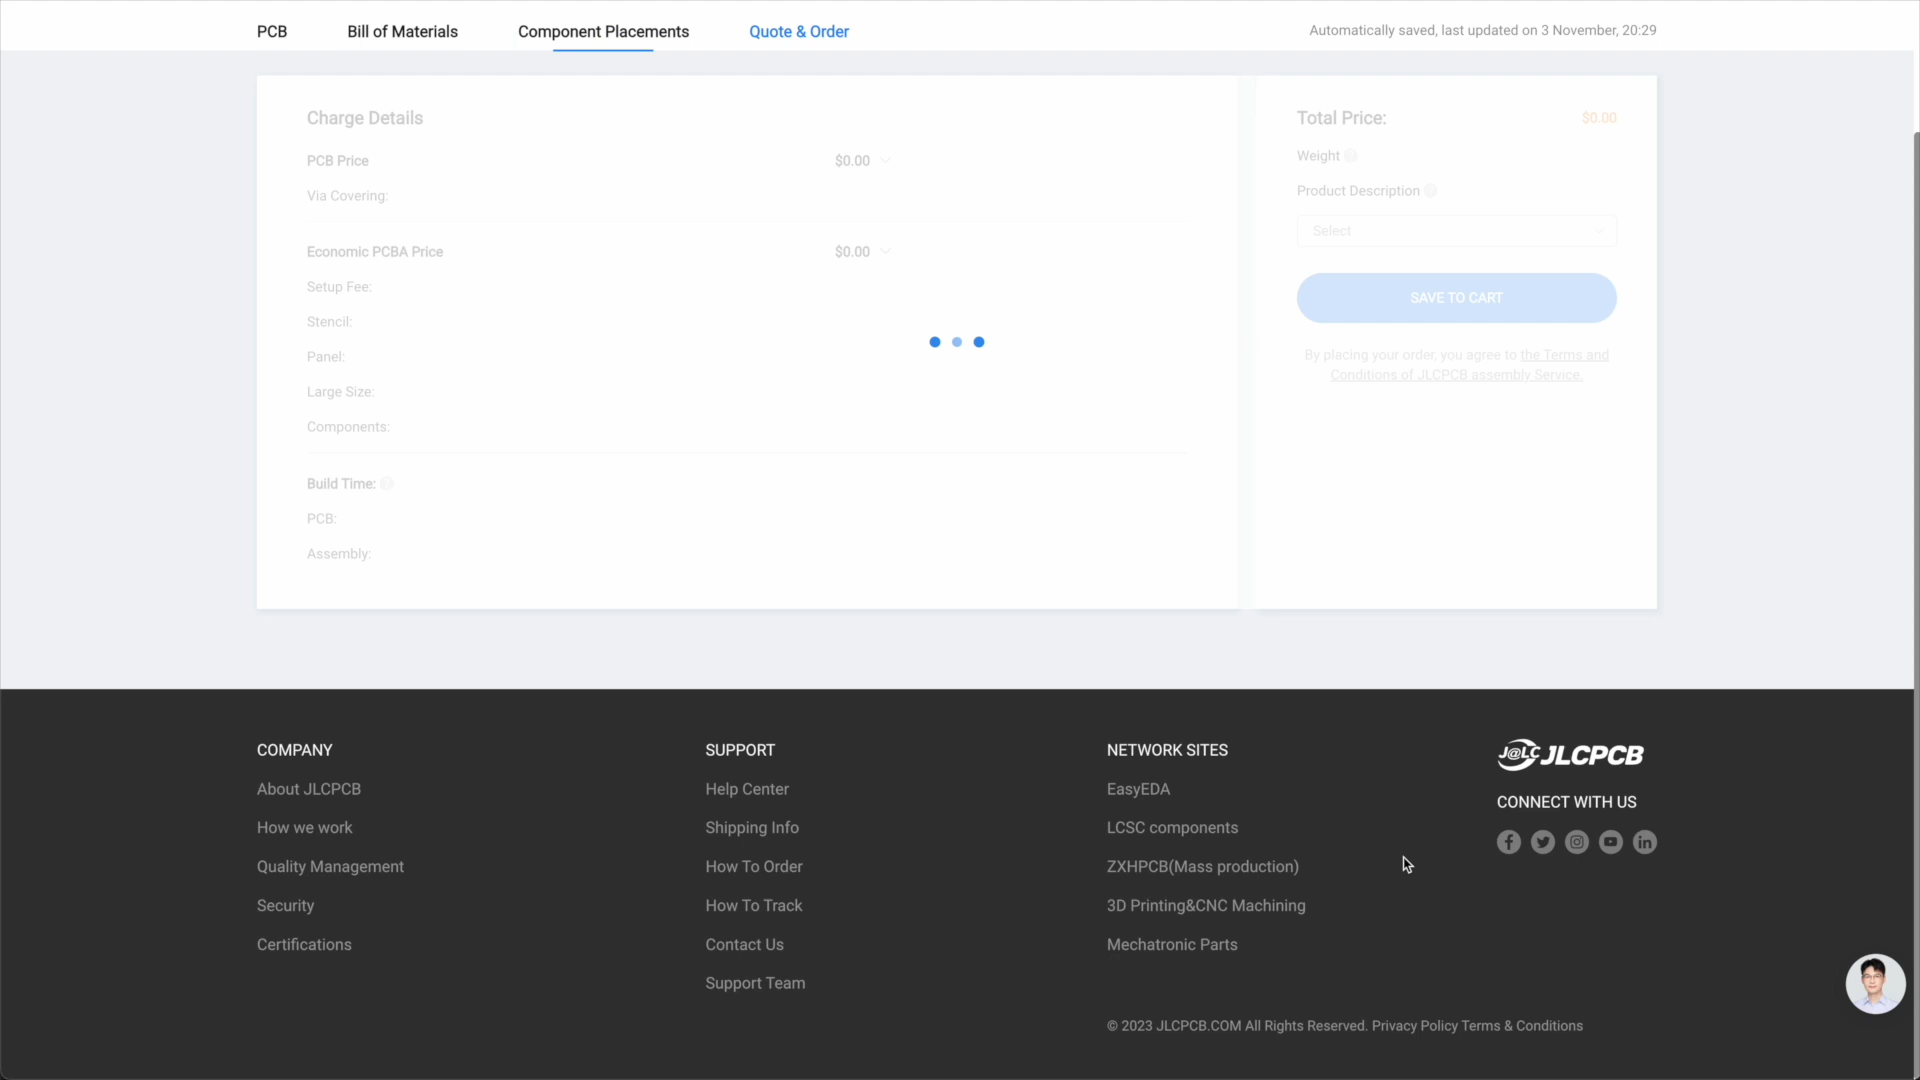 PCB
Bill of Materials
Component Placements
Quote & Order
Automatically saved, last updated on 3 November, 20:29
Charge Details
PCB Price
$0.00
Via Covering:
Economic PCBA Price
$0.00
Setup Fee:
Stencil:
Panel:
Large Size:
Components:
Build Time:
PCB:
Assembly:
Total Price:
$0.00
Weight
Product Description
Select
SAVE TO CART
By placing your order, you agree to the Terms and
Conditions of JLCPCB assembly Service.
COMPANY
About JLCPCB
How we work
Quality Management
Security
Certifications
SUPPORT
Help Center
Shipping Info
How To Order
How To Track
Contact Us
Support Team
NETWORK SITES
EasyEDA
LCSC components
ZXHPCB(Mass production)
3D Printing&CNC Machining
Mechatronic Parts
J@LC JLCPCB
CONNECT WITH US
© 2023 JLCPCB.COM All Rights Reserved. Privacy Policy Terms & Conditions